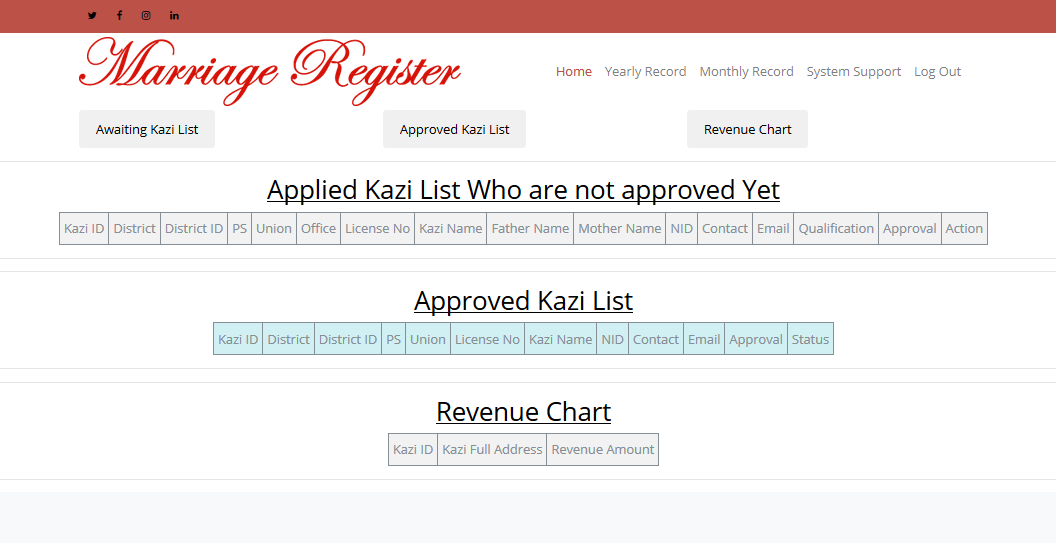 Marriage Register
Home Yearly Record Monthly Record System Support Log Out
Awaiting Kazi List Approved Kazi List Revenue Chart
Applied Kazi List Who are not approved Yet
Kazi ID District District ID PS Union Office License No Kazi Name Father Name Mother Name NID Contact Email Qualification Approval Action
Approved Kazi List
Kazi ID District District ID PS Union License No Kazi Name NID Contact Email Approval Status
Revenue Chart
Kazi ID Kazi Full Address Revenue Amount